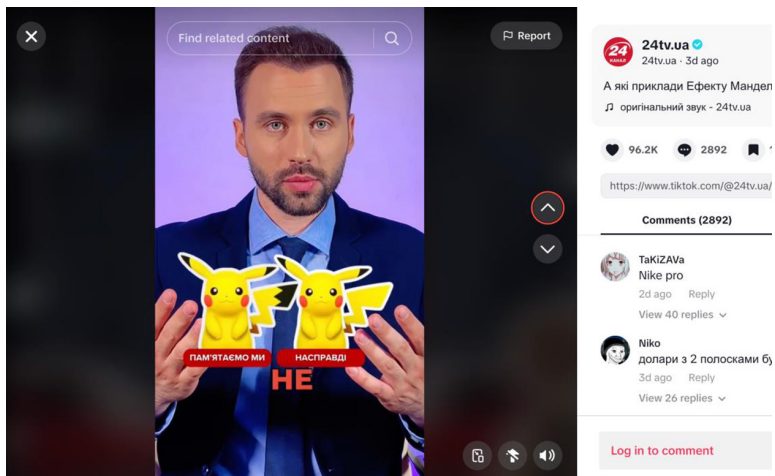 Find related content
Report
ПАМ'ЯТАЄМО МИ
НАСПРАВДІ
НЕ
24
КАНАЛ
24tv.ua
24tv.ua · 3d ago
А які приклади Ефекту
оригінальний звук - 24tv.ua
96.2K
2892
https://www.tiktok.com/@24tv.ua/
Comments (2892)
TaKiZAVa
Nike pro
2d ago Reply
View 40 replies
Niko
долари з 2 полосками
3d ago Reply
View 26 replies
Log in to comment